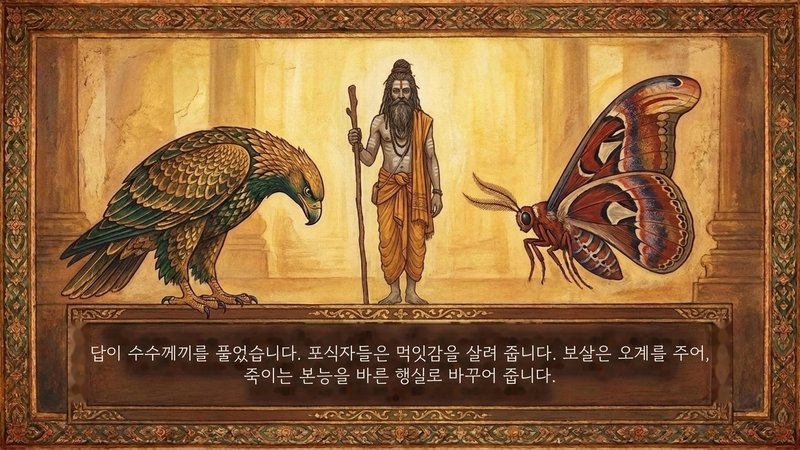 답이 수수께끼를 풀었습니다. 포식자들은 먹잇감을 살려 줍니다. 보살은 오계를 주어,
죽이는 본능을 바른 행실로 바꾸어 줍니다.